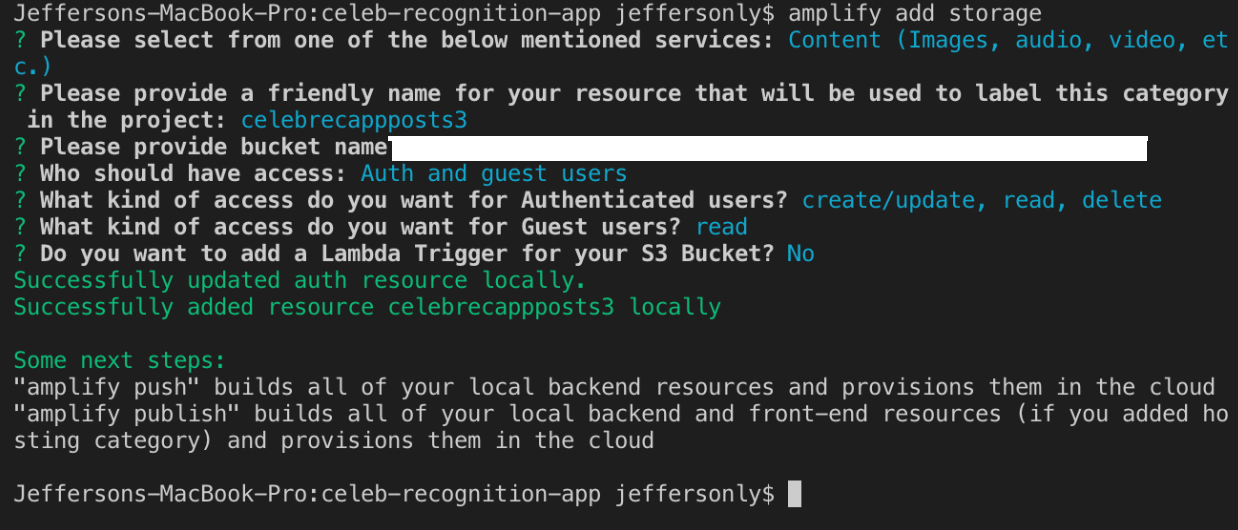 Jeffersons-MacBook-Pro:celeb-recognition-app jeffersonly$ amplify add storage
? Please select from one of the below mentioned services: Content (Images, audio, video, et
c.)
? Please provide a friendly name for your resource that will be used to label this category
in the project: celebrecappposts3
? Please provide bucket name
? Who should have access: Auth and guest users
? What kind of access do you want for Authenticated users? create/update, read, delete
? What kind of access do you want for Guest users? read
? Do you want to add a Lambda Trigger for your S3 Bucket? No
Successfully updated auth resource locally.
Successfully added resource celebrecappposts3 locally
Some next steps:
"amplify push" builds all of your local backend resources and provisions them in the cloud
"amplify publish" builds all of your local backend and front-end resources (if you added ho
sting category) and provisions them in the cloud
Jeffersons-MacBook-Pro:celeb-recognition-app jeffersonly$